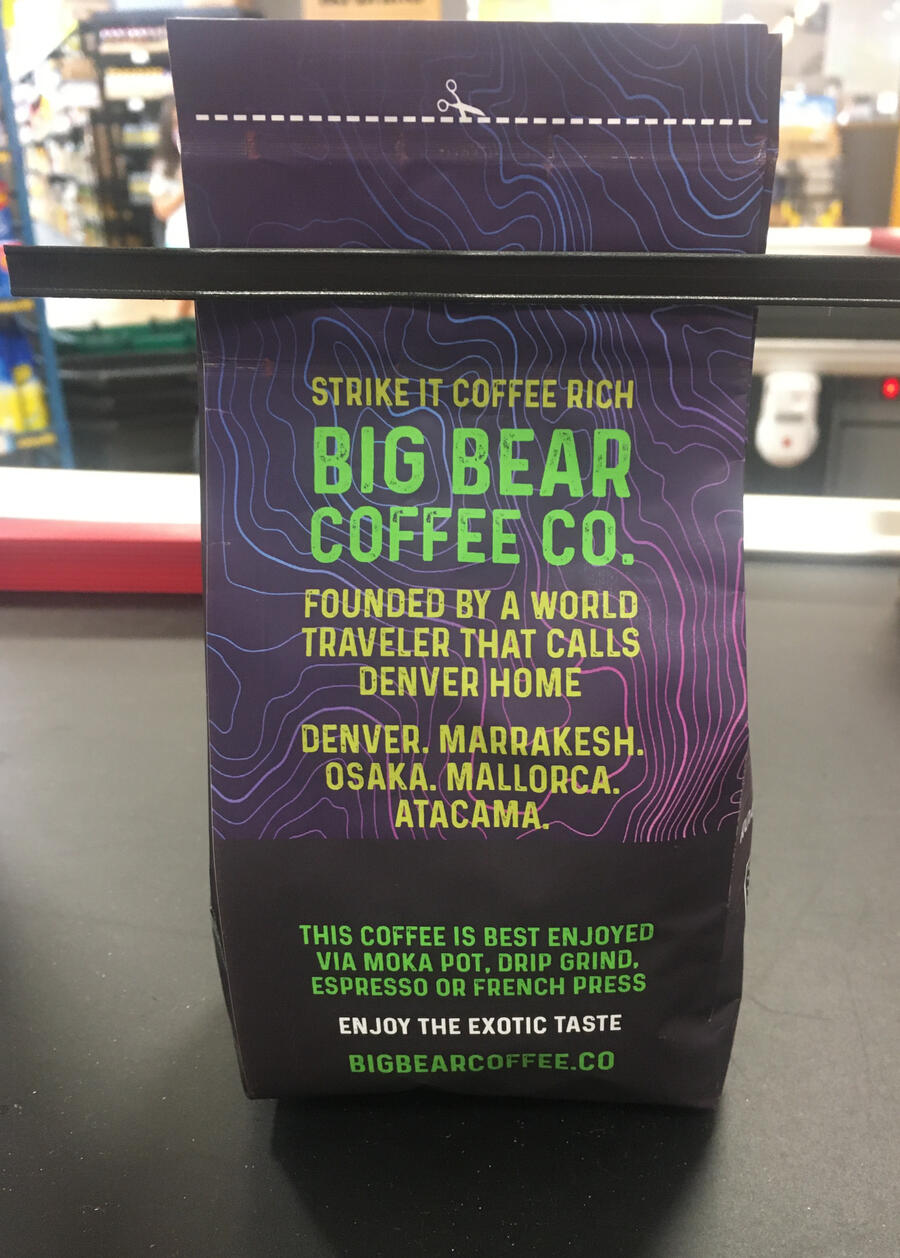 STRIKE IT COFFEE RICH
BIG BEAR
COFFEE CO.
FOUNDED BY A WORLD
TRAVELER THAT CALLS
DENVER HOME
DENVER. MARRAKESH.
OSAKA. MALLORCA.
ATACAMA.
THIS COFFEE IS BEST ENJOYED
VIA MOKA POT, DRIP GRIND,
ESPRESSO OR FRENCH PRESS
ENJOY THE EXOTIC TASTE
BIGBEARCOFFEE.CO